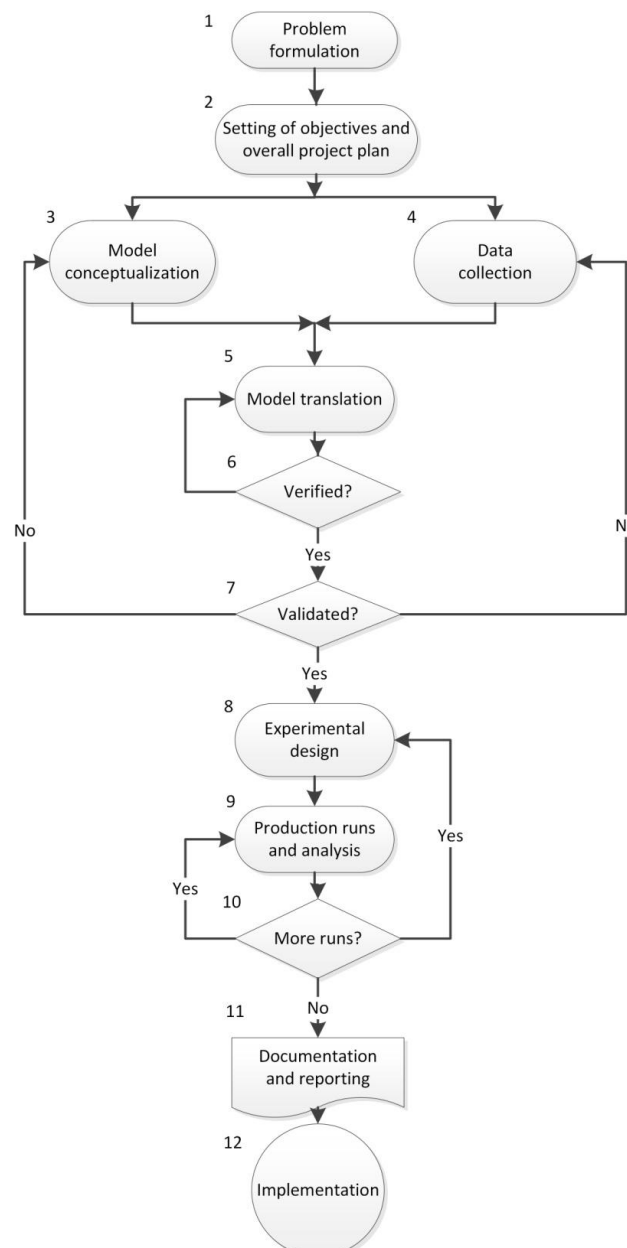 1
Problem
formulation
2
Setting of objectives and
overall project plan
3
Model
conceptualization
4
Data
collection
5
Model translation
6
Verified?
No
N
Yes
7
Validated?
Yes
8
Experimental
design
9
Production runs
and analysis
Yes
Yes
10
More runs?
No
11
Documentation
and reporting
12
Implementation